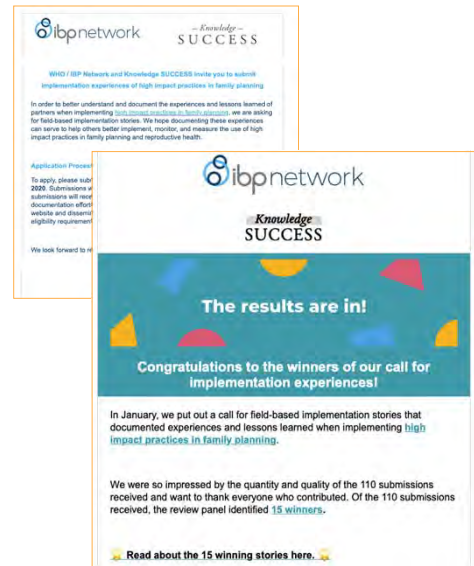 ibpnetwork
Knowledge
SUCCESS
WHO / IBP Network and Knowledge SUCCESS invite you to submit
implementation experiences of high impact practices in family planning
In order to better understand and document the experiences and lessons learned of
partners when implementing high impact practices in family planning, we are asking
for field-based implementation stories. We hope documenting these experiences
can serve to help others better implement, monitor, and measure the use of high
impact practices in family planning and reproductive health.
Application Process
To apply, please
2020. Submissions
submissions will
documentation
website and
eligibility
We look forward to
ibpnetwork
Knowledge
SUCCESS
The results are in!
Congratulations to the winners of our call for
implementation experiences!
In January, we put out a call for field-based implementation stories that
documented experiences and lessons learned when implementing high
impact practices in family planning.
We were so impressed by the quantity and quality of the 110 submissions
received and want to thank everyone who contributed. Of the 110 submissions
received, the review panel identified 15 winners.
Read about the 15 winning stories here.